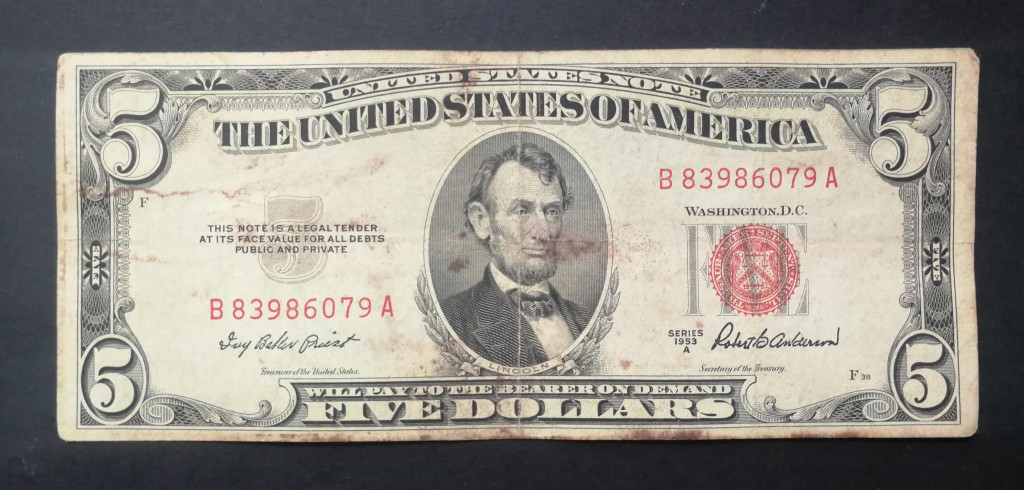 UNITED STATES NOTE
THE UNITED STATES OF AMERICA
5
5
B 83986079 A
F
WASHINGTON, D.C.
THIS NOTE IS A LEGAL TENDER
AT ITS FACE VALUE FOR ALL DEBTS
PUBLIC AND PRIVATE
5
FIVE
FIVE
FIVE
B 83986079 A
Ivy Baker Priest
Treasurer of the United States.
SERIES
1953
A
Robert B. Anderson
Secretary of the Treasury.
LINCOLN
F 38
5
5
WILL PAY TO THE BEARER ON DEMAND
FIVE DOLLARS